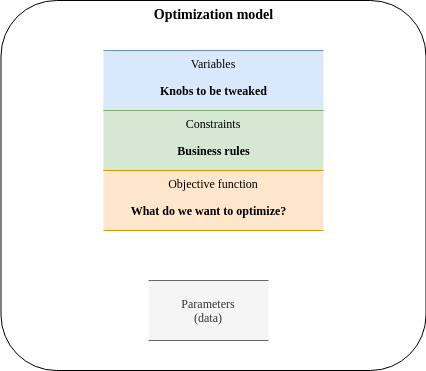 Optimization model
Variables
Knobs to be tweaked
Constraints
Business rules
Objective function
What do we want to optimize?
Parameters
(data)